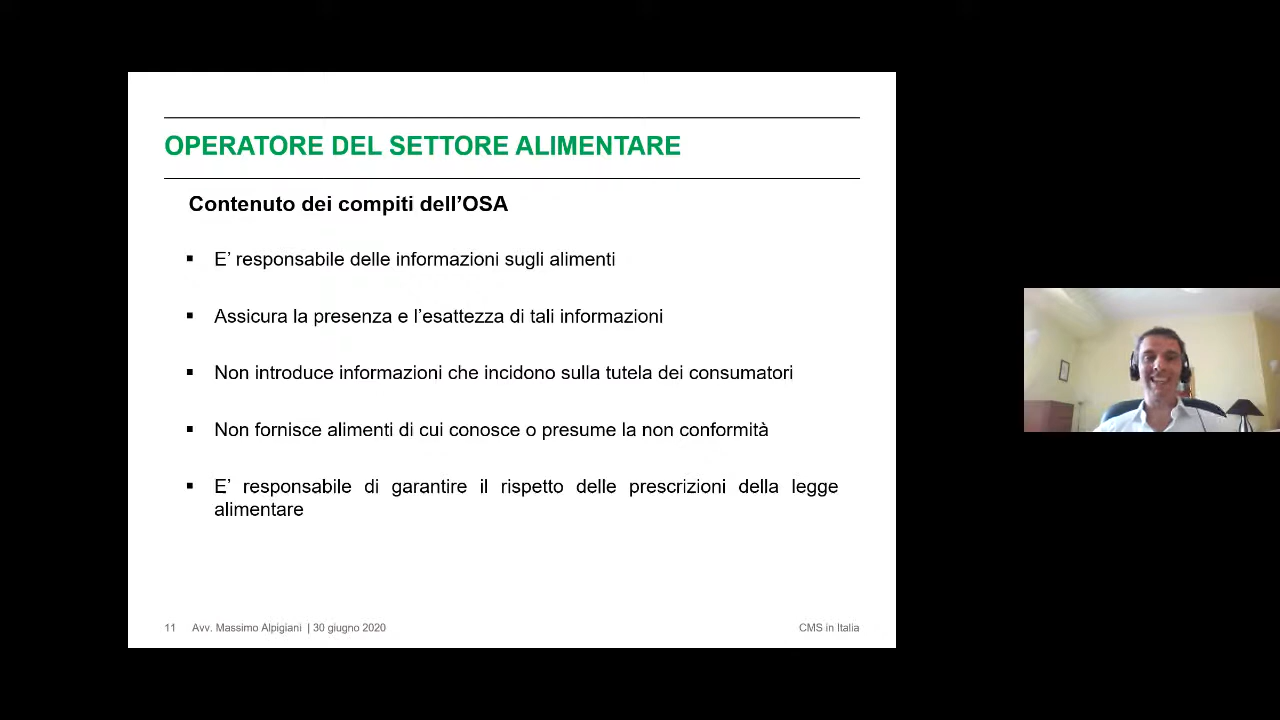 OPERATORE DEL SETTORE ALIMENTARE
Contenuto dei compiti dell'OSA
▪ E' responsabile delle informazioni sugli alimenti
▪ Assicura la presenza e l'esattezza di tali informazioni
▪ Non introduce informazioni che incidono sulla tutela dei consumatori
▪ Non fornisce alimenti di cui conosce o presume la non conformità
▪ E' responsabile di garantire il rispetto delle prescrizioni della legge
alimentare
11 Avv. Massimo Alpigiani | 30 giugno 2020 CMS in Italia